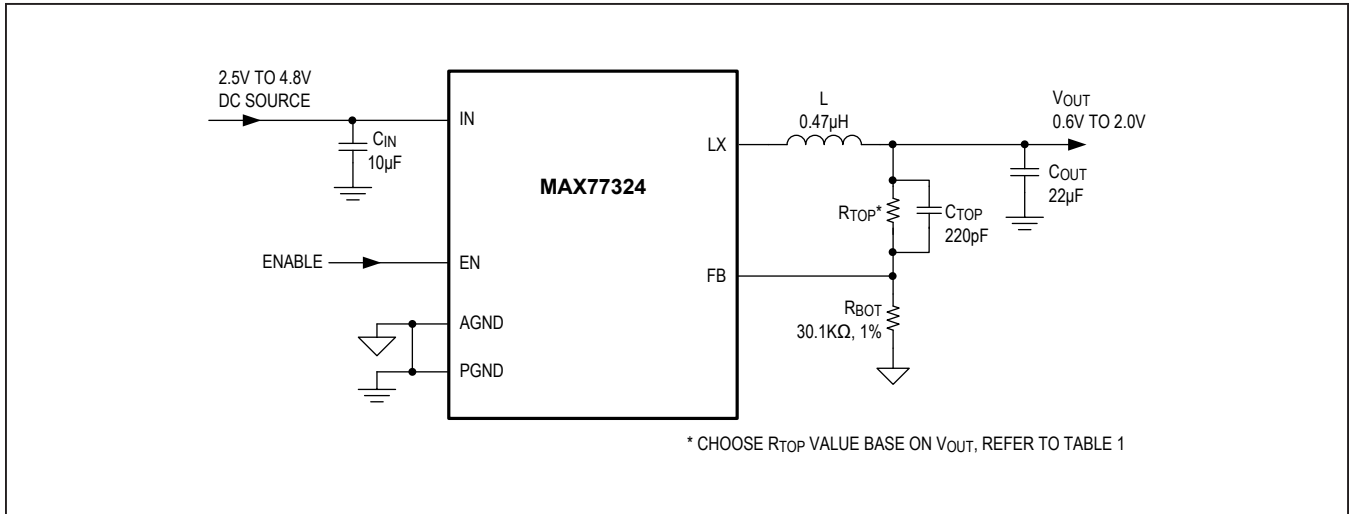 2.5V TO 4.8V
DC SOURCE
CIN
10µF
IN
ENABLE
EN
AGND
PGND
MAX77324
LX
FB
L
0.47µH
VOUT
0.6V TO 2.0V
COUT
22µF
RTOP*
CTOP
220pF
RBOT
30.1KΩ, 1%
* CHOOSE RTOP VALUE BASE ON VOUT, REFER TO TABLE 1